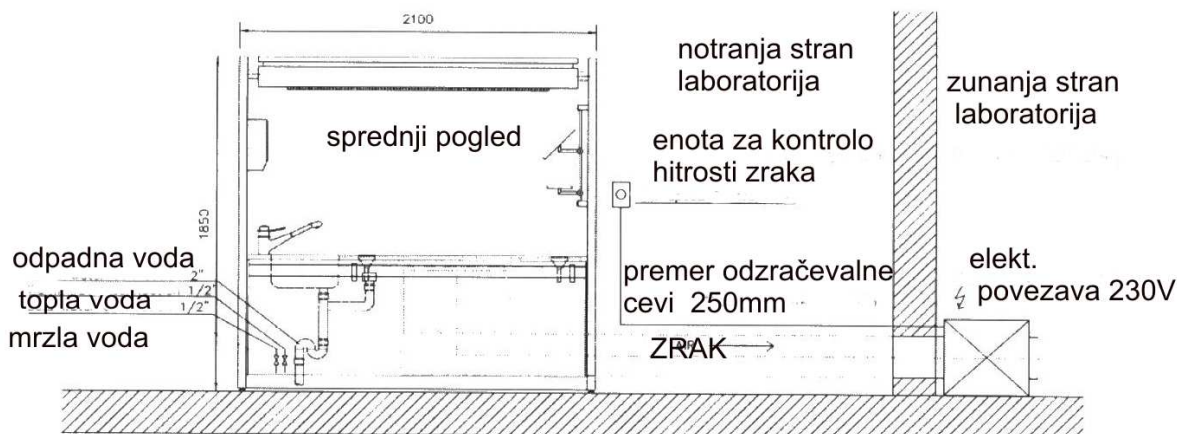 2100
notranja stran
laboratorija
zunanja stran
laboratorija
sprednji pogled
enota za kontrolo
hitrosti zraka
1850
odpadna voda
2"
topla voda
1/2"
1/2"
mrzla voda
premer odzračevalne
cevi 250mm
elekt.
povezava 230V
ZRAK